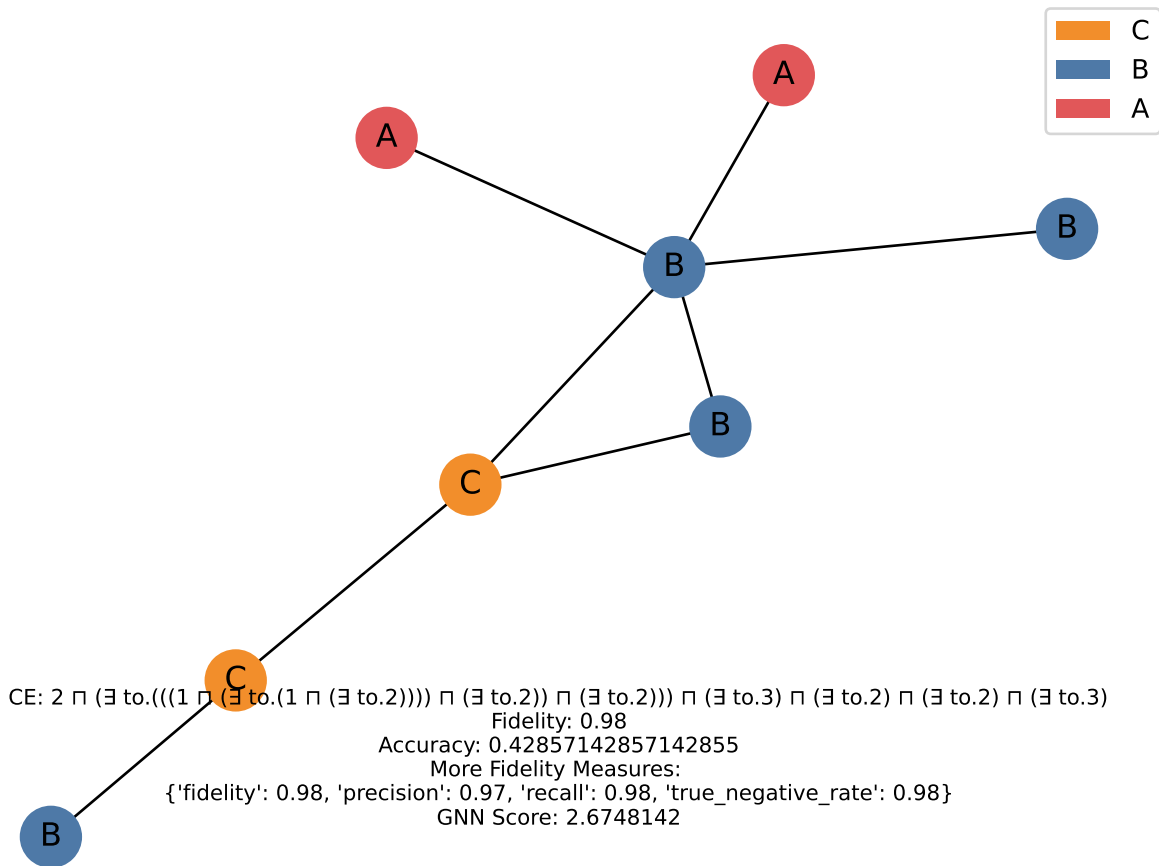 C
B
A
A
A
B
B
B
C
C
CE: 2 ⊓ (∃ to.(((1 ⊓ (∃ to.(1 ⊓ (∃ to.2)))) ⊓ (∃ to.2)) ⊓ (∃ to.2))) ⊓ (∃ to.3) ⊓ (∃ to.2) ⊓ (∃ to.2) ⊓ (∃ to.3)
Fidelity: 0.98
Accuracy: 0.42857142857142855
More Fidelity Measures:
{'fidelity': 0.98, 'precision': 0.97, 'recall': 0.98, 'true_negative_rate': 0.98}
GNN Score: 2.6748142
B